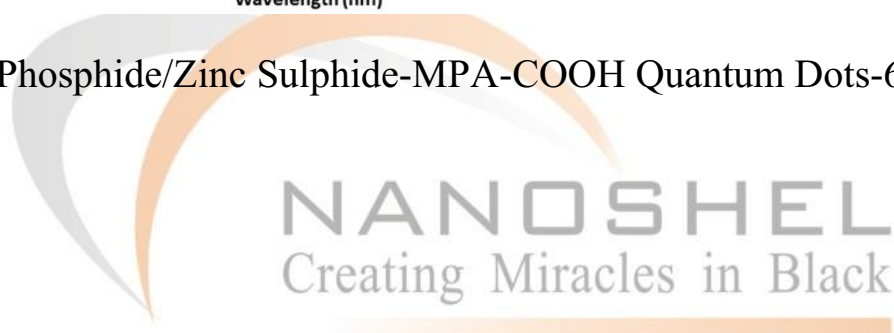 Wavelength (nm)
Phosphide/Zinc Sulphide-MPA-COOH Quantum Dots-6
NANOSHEL
Creating Miracles in Black